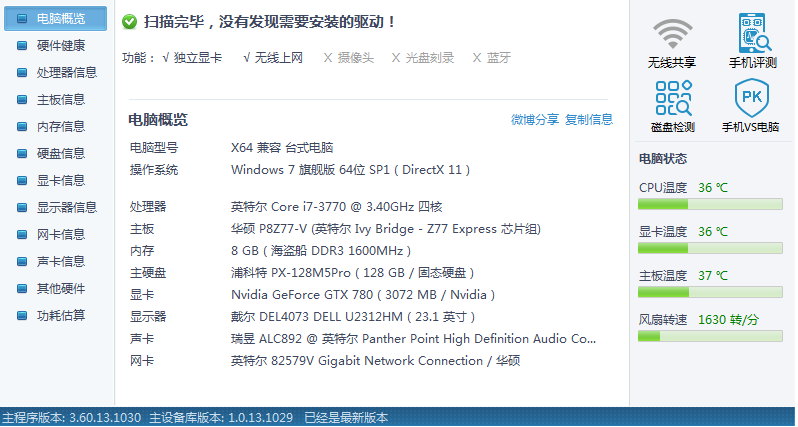 电脑概览
硬件健康
处理器信息
主板信息
内存信息
硬盘信息
显卡信息
显示器信息
网卡信息
声卡信息
其他硬件
功耗估算
扫描完毕，没有发现需要安装的驱动！
功能： √ 独立显卡 √ 无线上网 X 摄像头 X 光盘刻录 X 蓝牙
电脑概览 微博分享 复制信息
电脑型号 X64 兼容 台式电脑
操作系统 Windows 7 旗舰版 64位 SP1 ( DirectX 11 )
处理器 英特尔 Core i7-3770 @ 3.40GHz 四核
主板 华硕 P8Z77-V (英特尔 Ivy Bridge - Z77 Express 芯片组)
内存 8 GB ( 海盗船 DDR3 1600MHz )
主硬盘 浦科特 PX-128M5Pro ( 128 GB / 固态硬盘 )
显卡 Nvidia GeForce GTX 780 ( 3072 MB / Nvidia )
显示器 戴尔 DEL4073 DELL U2312HM ( 23.1 英寸 )
声卡 瑞昱 ALC892 @ 英特尔 Panther Point High Definition Audio Co...
网卡 英特尔 82579V Gigabit Network Connection / 华硕
无线共享 手机评测
PK
磁盘检测 手机VS电脑
电脑状态
CPU温度 36 ℃
显卡温度 36 ℃
主板温度 37 ℃
风扇转速 1630 转/分
主程序版本: 3.60.13.1030 主设备库版本: 1.0.13.1029 已经是最新版本